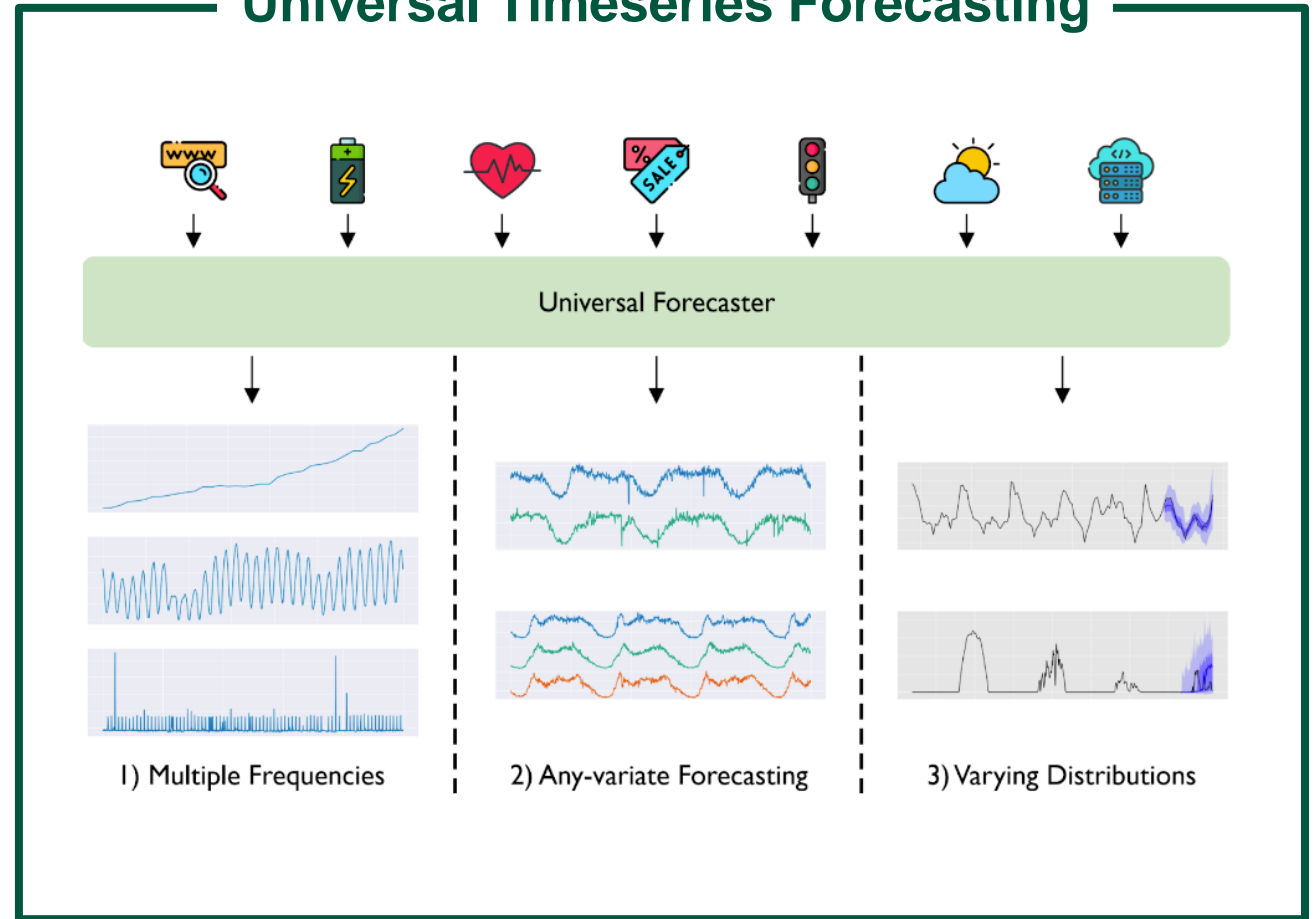 Universal Timeseries Forecasting
www
%
SALE
</>
Universal Forecaster
1) Multiple Frequencies
2) Any-variate Forecasting
3) Varying Distributions